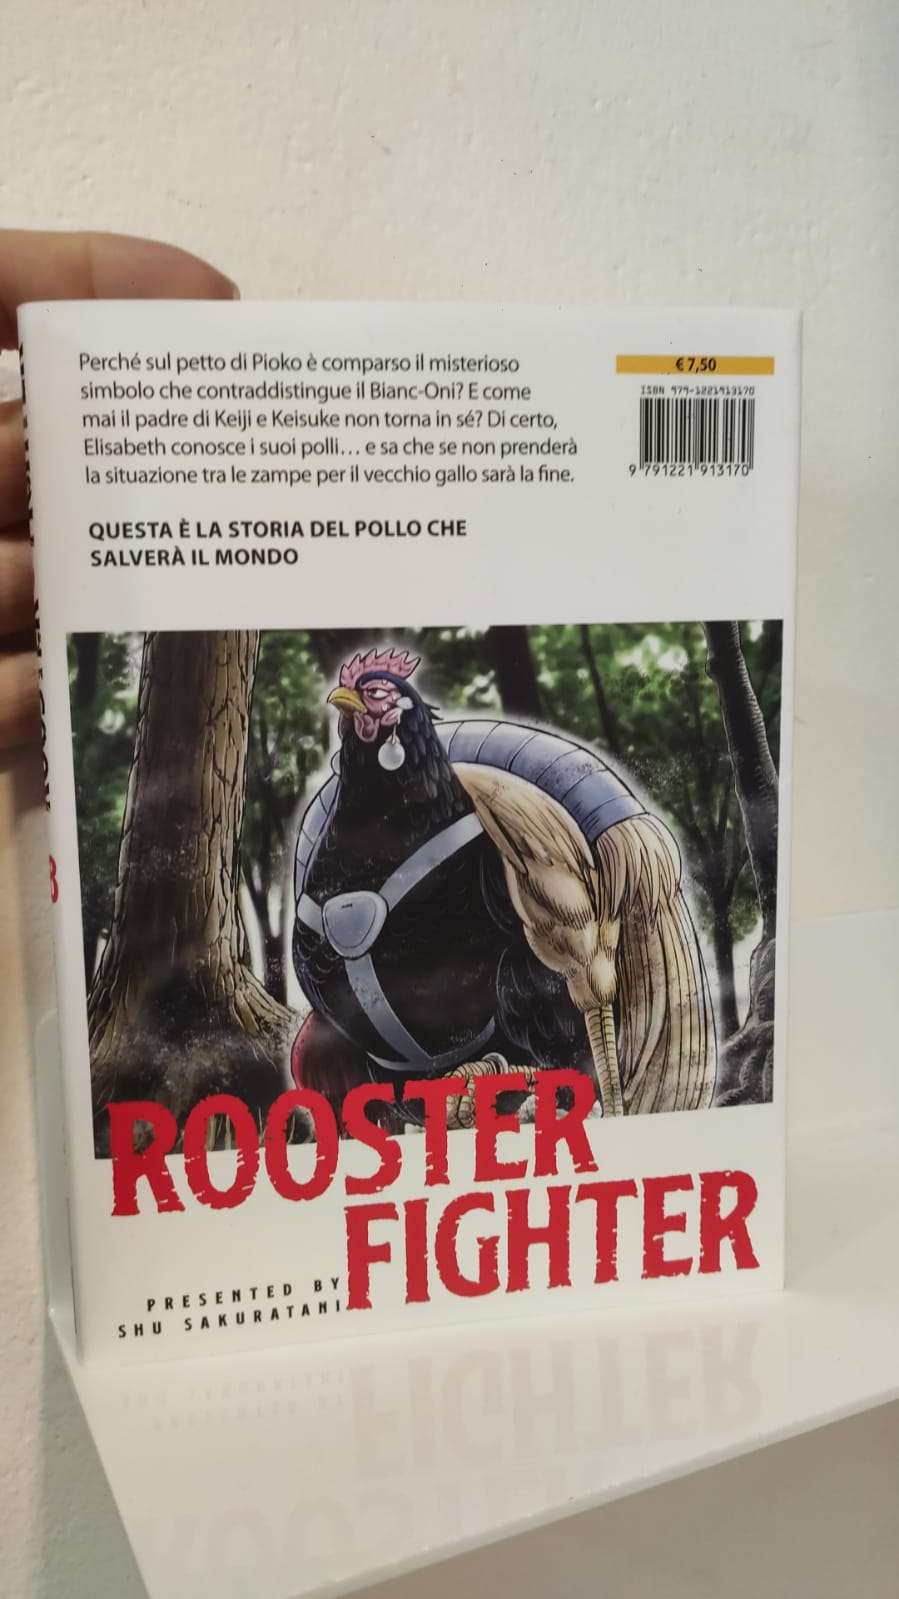 Perché sul petto di Pioko è comparso il misterioso
simbolo che contraddistingue il Bianc-Oni? E come
mai il padre di Keiji e Keisuke non torna in sé? Di certo,
Elisabeth conosce i suoi polli... e sa che se non prenderà
la situazione tra le zampe per il vecchio gallo sarà la fine.
QUESTA È LA STORIA DEL POLLO CHE
SALVERÀ IL MONDO
€ 7,50
ISBN 979-1221913170
9 791221 913170
ROOSTER
FIGHTER
PRESENTED BY
SHU SAKURATANI